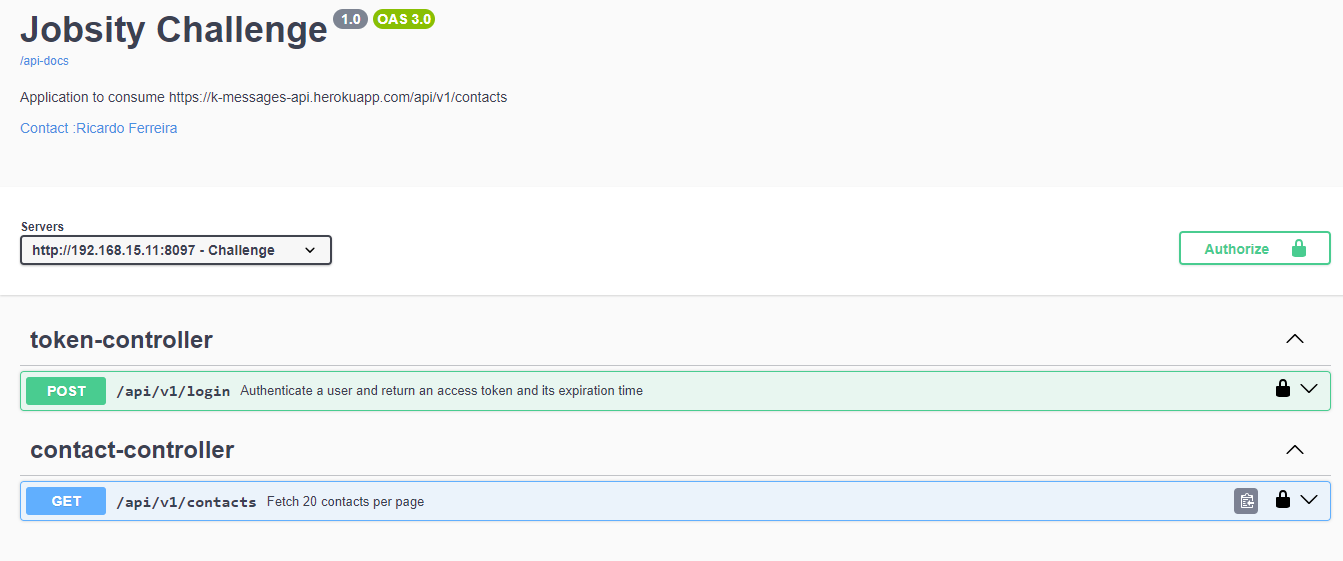 Jobsity Challenge 1.0 OAS 3.0
/api-docs
Application to consume https://k-messages-api.herokuapp.com/api/v1/contacts
Contact :Ricardo Ferreira
Servers
http://192.168.15.11:8097 - Challenge
Authorize
token-controller
POST /api/v1/login Authenticate a user and return an access token and its expiration time
contact-controller
GET /api/v1/contacts Fetch 20 contacts per page